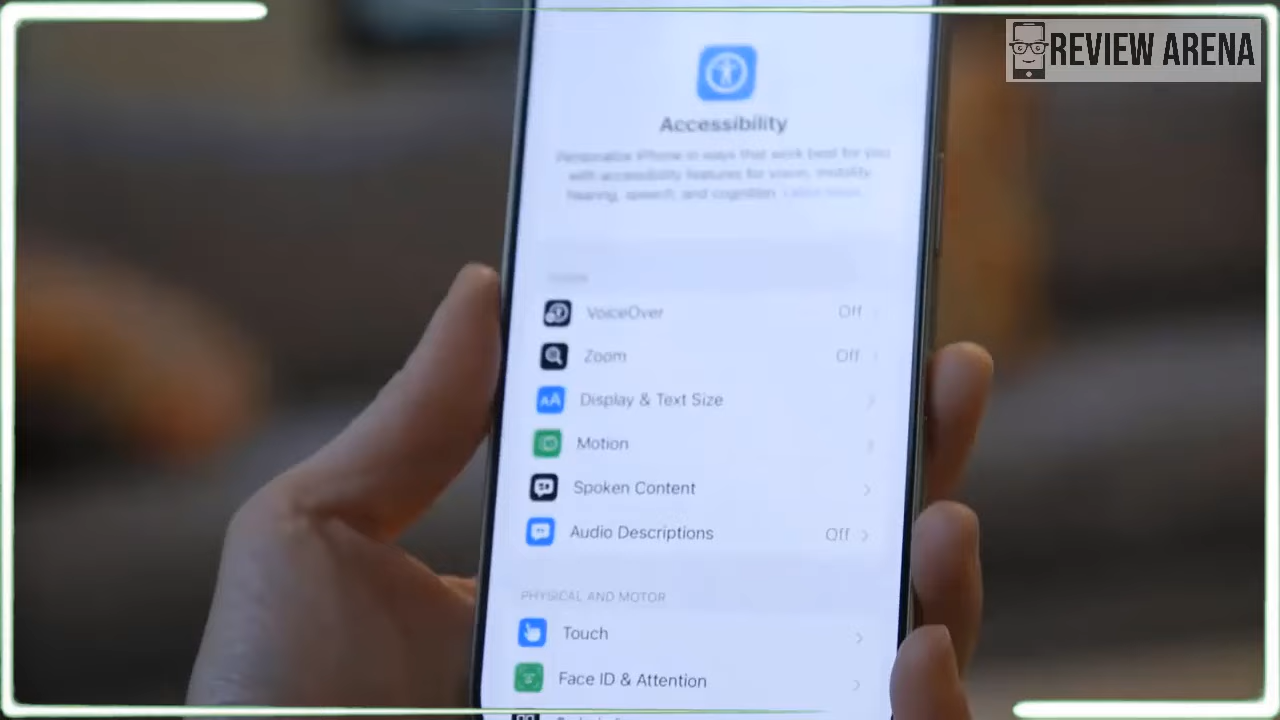 REVIEW ARENA
Accessibility
Personalize iPhone in ways that work best for you
with accessibility features for vision, mobility,
hearing, speech, and cognition.
VoiceOver Off
Zoom Off
Display & Text Size
Motion
Spoken Content
Audio Descriptions Off
PHYSICAL AND MOTOR
Touch
Face ID & Attention